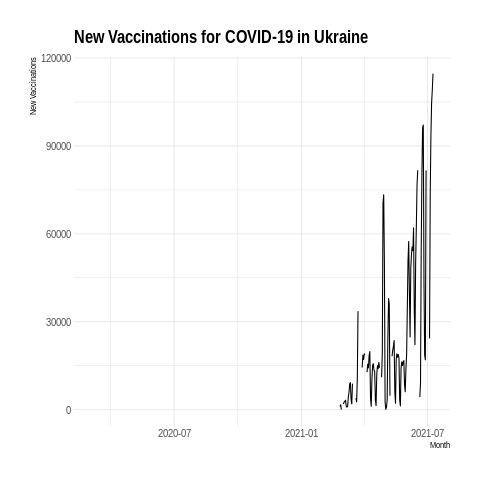 New Vaccinations for COVID-19 in Ukraine
New Vaccinations
120000
90000
60000
30000
0
2020-07
2021-01
2021-07
Month